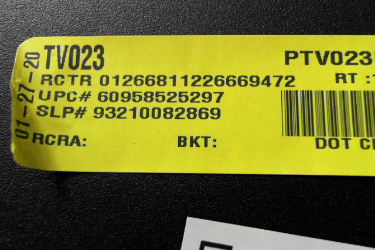 01-27-20
TV023 PTV023
RCTR 01266811226669472 RT :
UPC# 60958525297
SLP# 93210082869
RCRA: BKT: DOT C